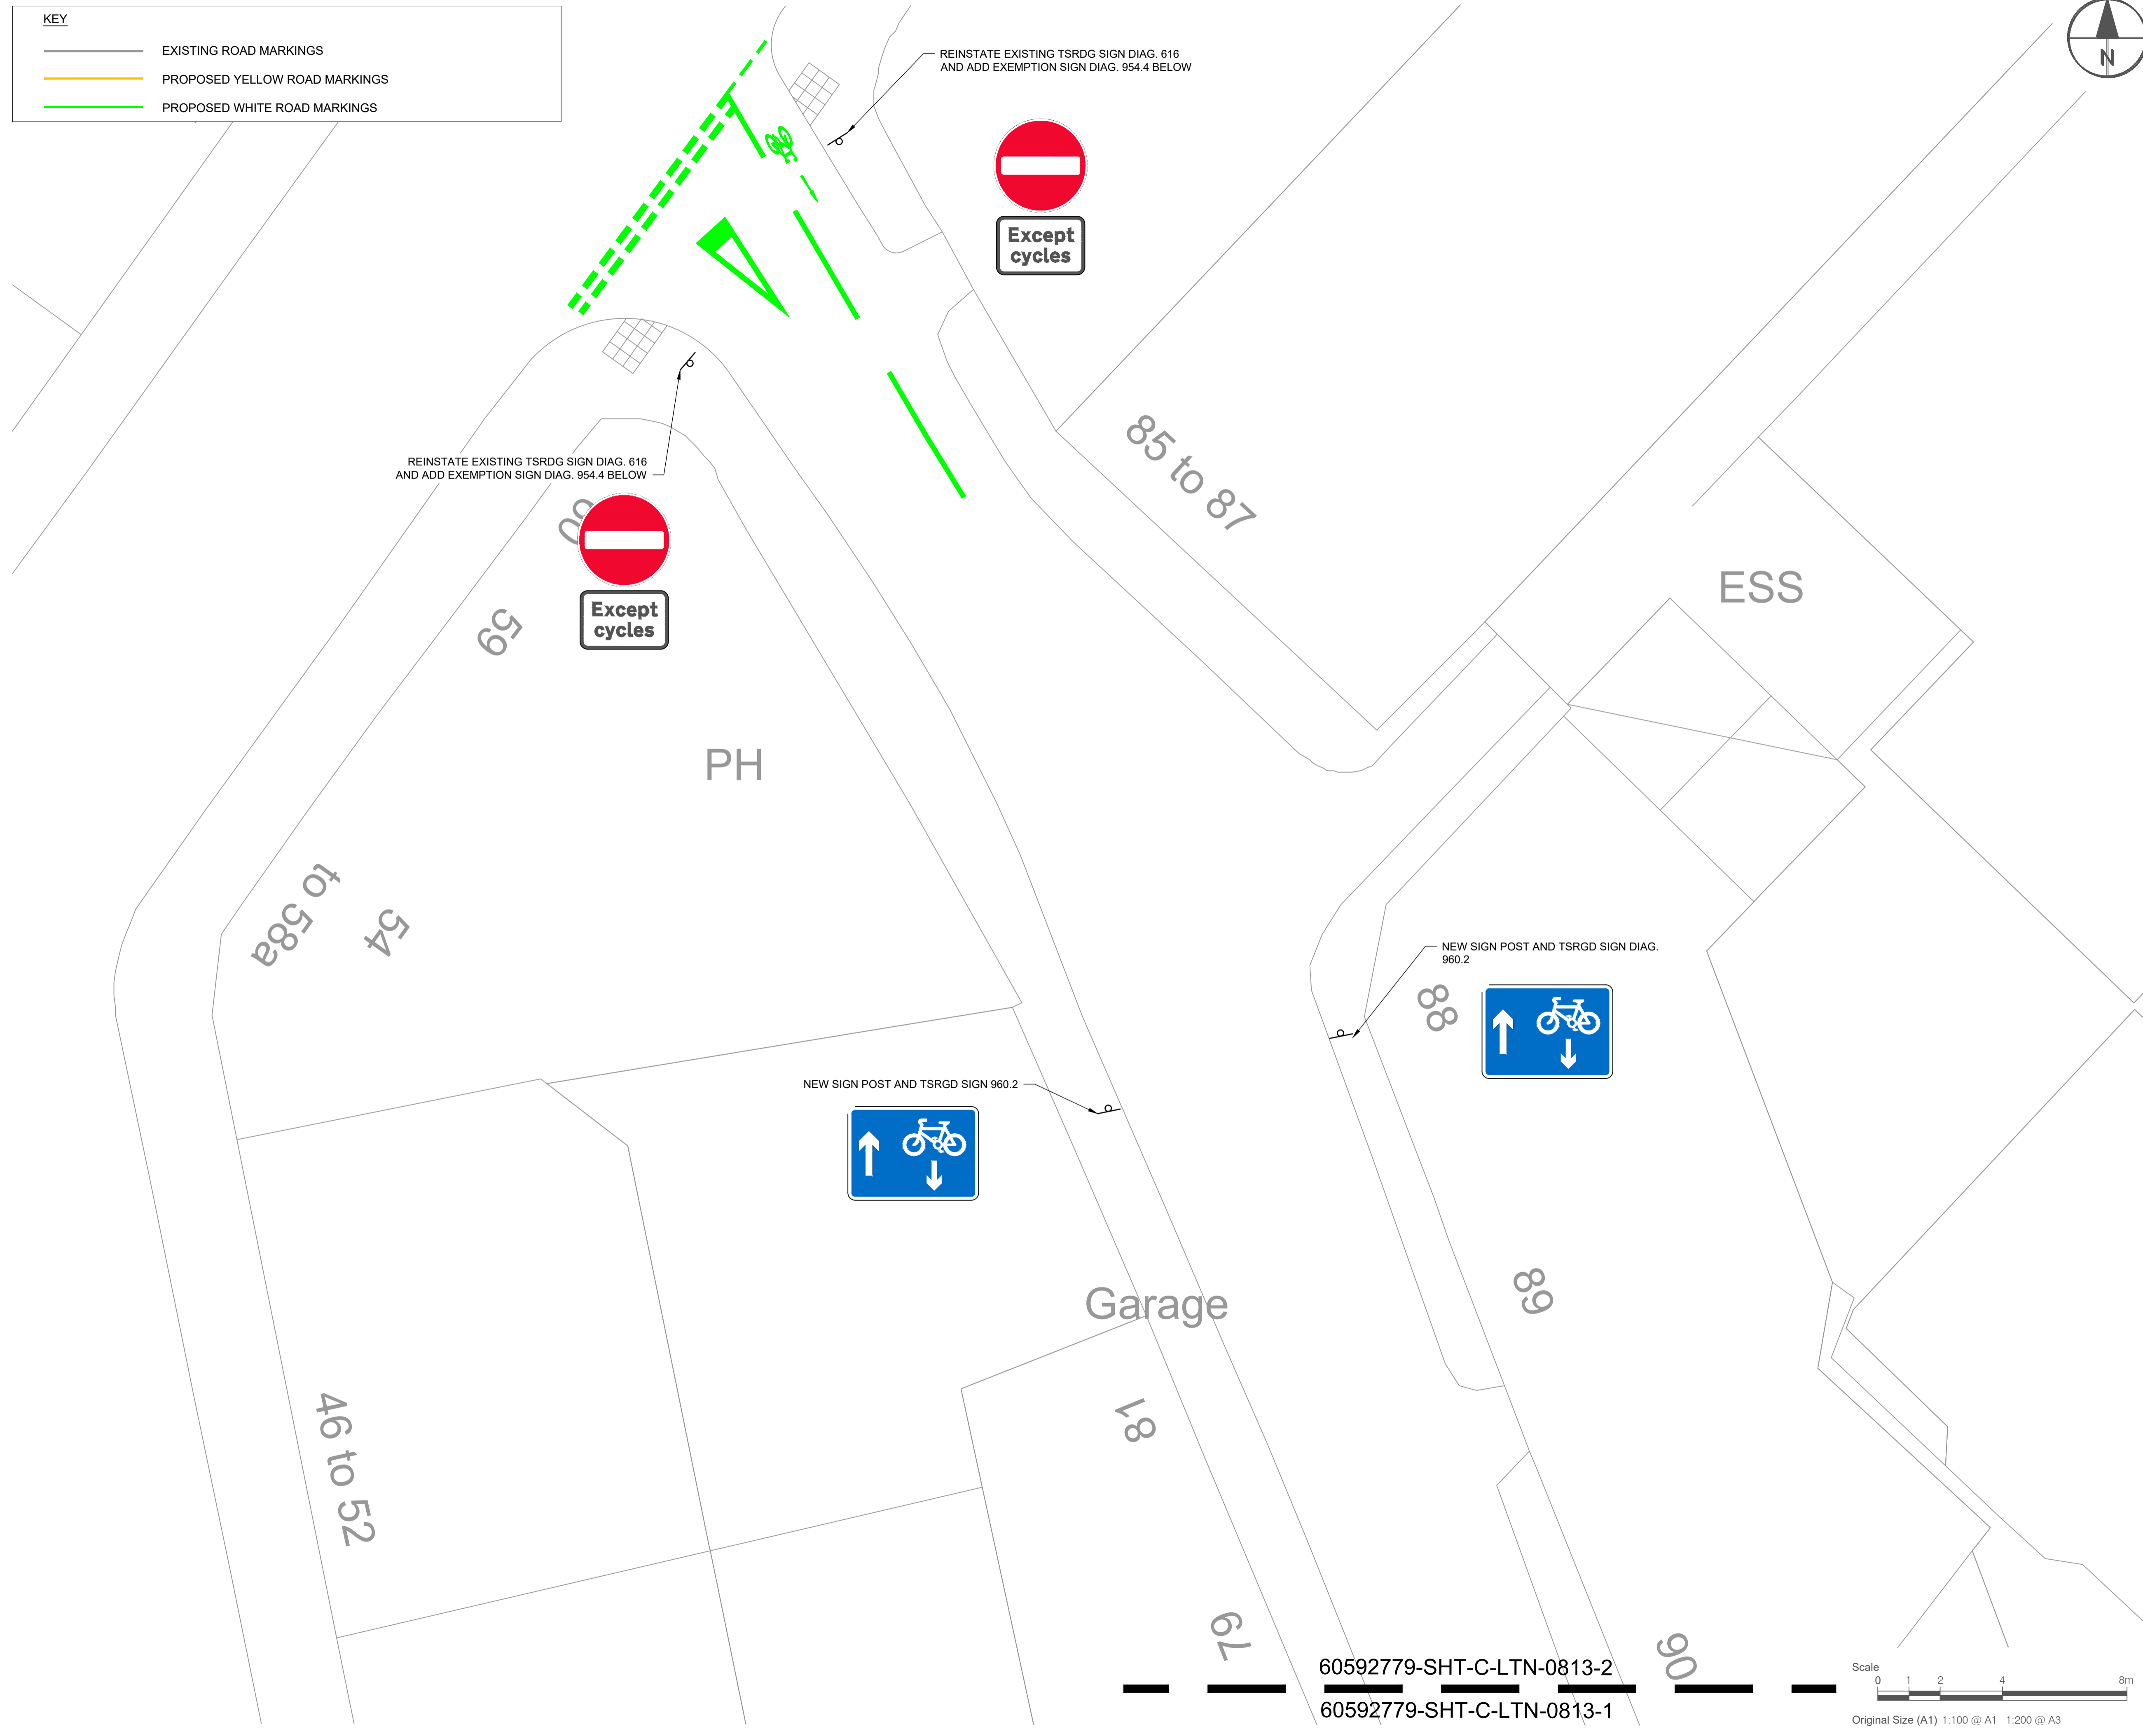 KEY
EXISTING ROAD MARKINGS
PROPOSED YELLOW ROAD MARKINGS
PROPOSED WHITE ROAD MARKINGS
REINSTATE EXISTING TSRDG SIGN DIAG. 616
AND ADD EXEMPTION SIGN DIAG. 954.4 BELOW
N
Except
cycles
85 to 87
REINSTATE EXISTING TSRDG SIGN DIAG. 616
AND ADD EXEMPTION SIGN DIAG. 954.4 BELOW
Except
cycles
59
ESS
PH
54
to
58a
NEW SIGN POST AND TSRGD SIGN DIAG.
960.2
88
NEW SIGN POST AND TSRGD SIGN 960.2
Garage
89
81
46 to 52
79
90
60592779-SHT-C-LTN-0813-2
60592779-SHT-C-LTN-0813-1
Scale
0 1 2 4 8m
Original Size (A1) 1:100 @ A1 1:200 @ A3